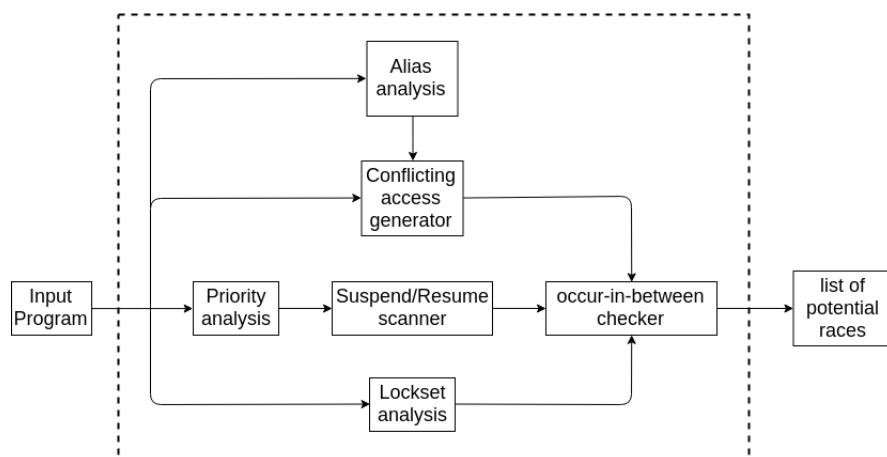 Alias
analysis
Conflicting
access
generator
Input
Program
Priority
analysis
Suspend/Resume
scanner
occur-in-between
checker
list of
potential
races
Lockset
analysis